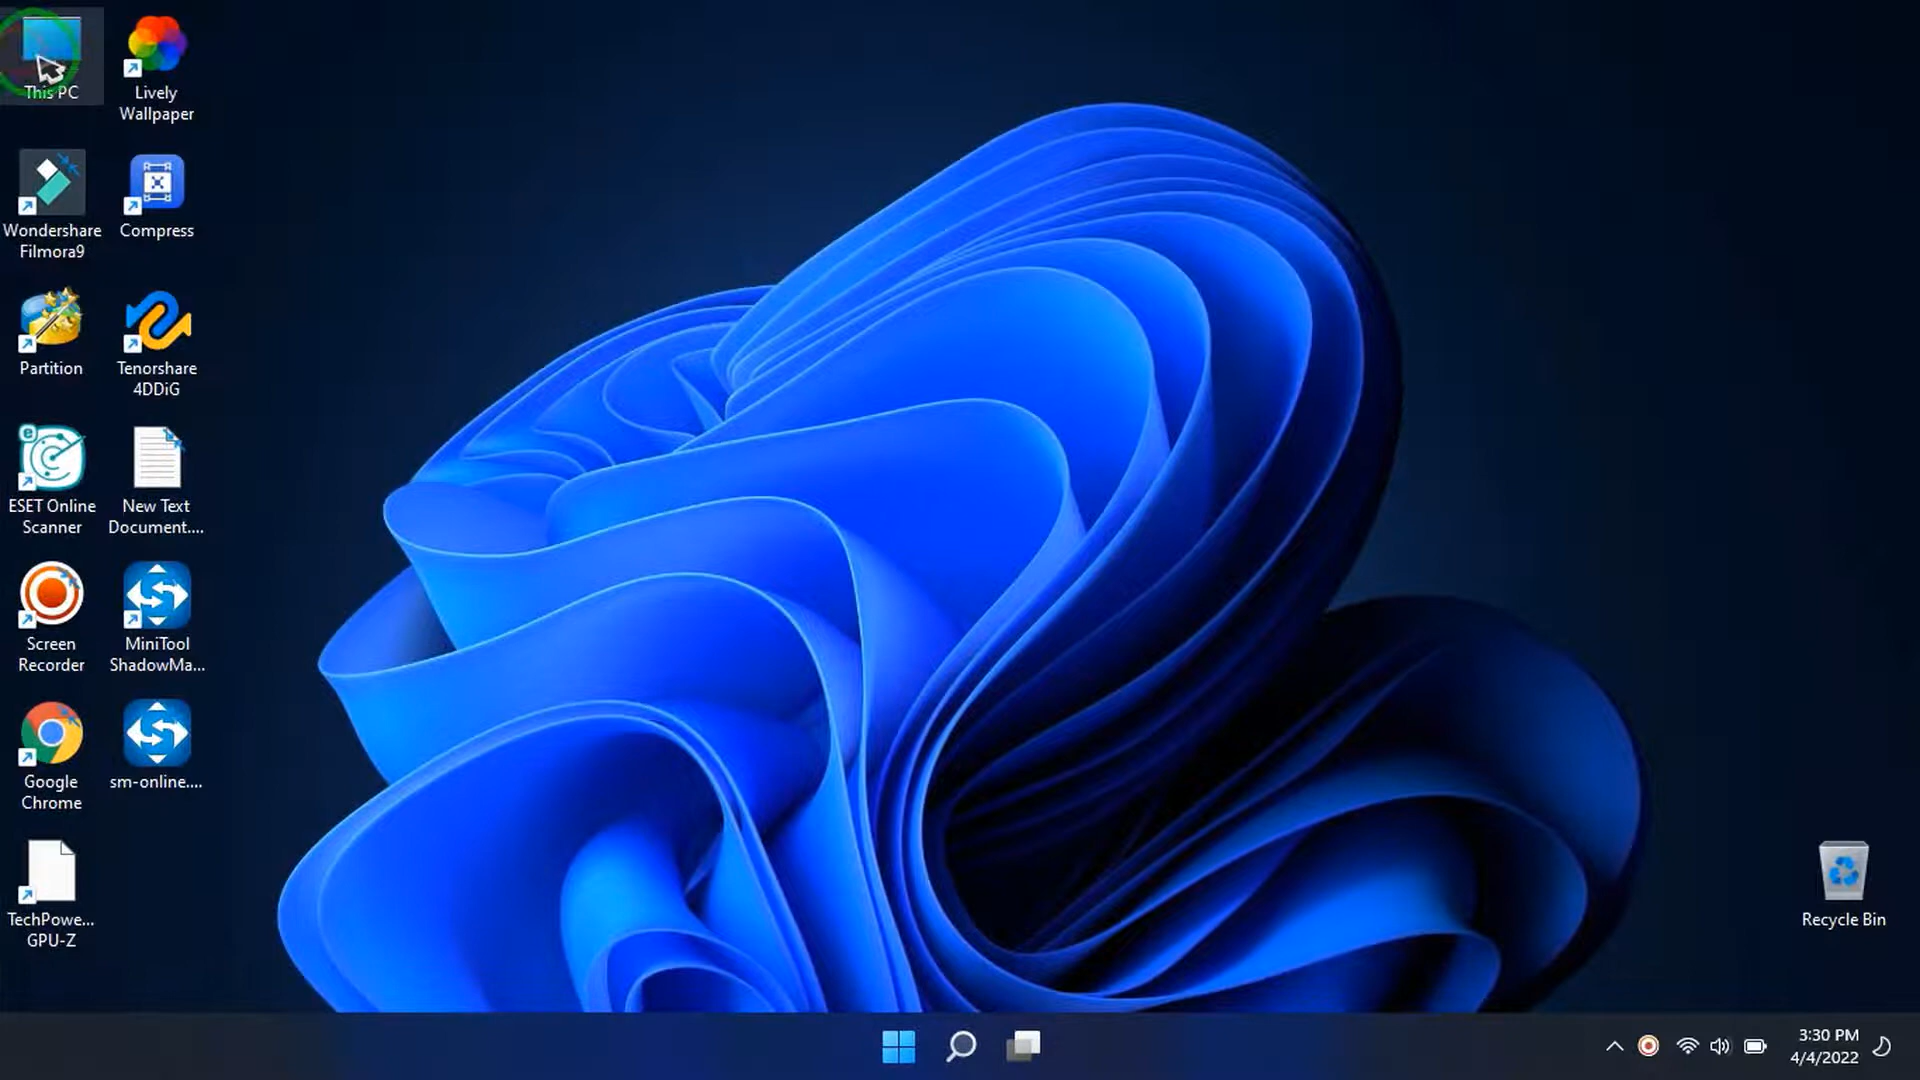 This PC
Lively
Wallpaper
Wondershare
Filmora9
Compress
Partition
Tenorshare
4DDiG
ESET Online
Scanner
New Text
Document....
Screen
Recorder
MiniTool
ShadowMa...
Google
Chrome
sm-online....
TechPowe...
GPU-Z
Recycle Bin
3:30 PM
4/4/2022